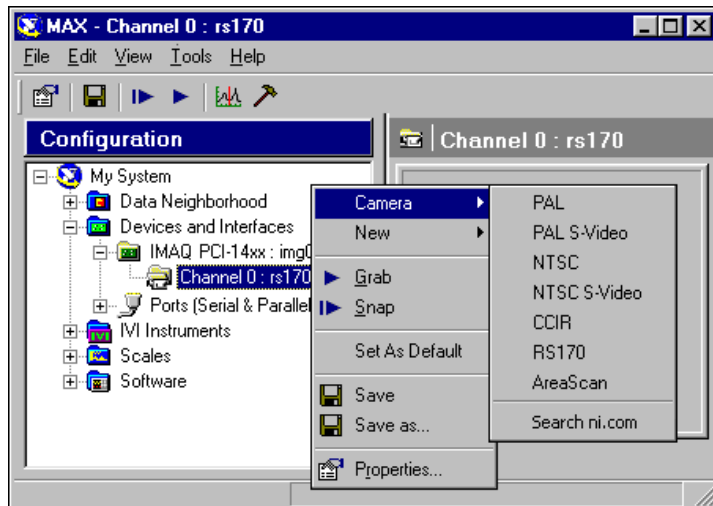 MAX - Channel 0 : rs170
File Edit View Tools Help
Configuration
Channel 0 : rs170
My System
Data Neighborhood
Devices and Interfaces
IMAQ PCI-14xx : img0
Channel 0 : rs170
Ports (Serial & Parallel
IVI Instruments
Scales
Software
Camera
New
Grab
Snap
Set As Default
Save
Save as...
Properties...
PAL
PAL S-Video
NTSC
NTSC S-Video
CCIR
RS170
AreaScan
Search ni.com